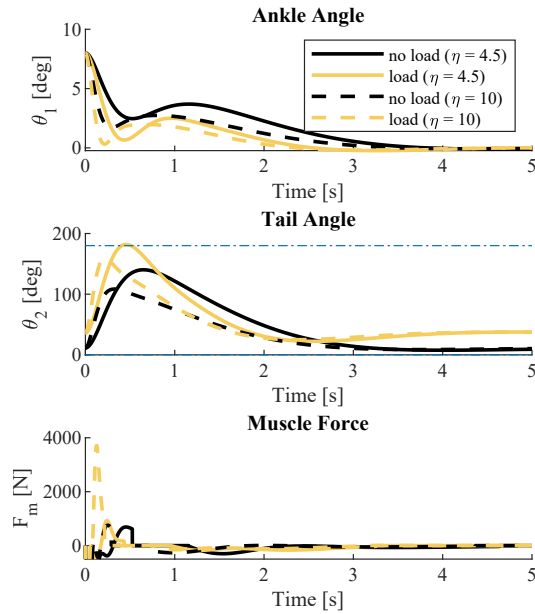 Ankle Angle
θ1 [deg]
10
5
0
no load (η = 4.5)
load (η = 4.5)
no load (η = 10)
load (η = 10)
0 1 2 3 4 5
Time [s]
Tail Angle
θ2 [deg]
200
100
0
0 1 2 3 4 5
Time [s]
Muscle Force
Fm [N]
4000
2000
0
0 1 2 3 4 5
Time [s]